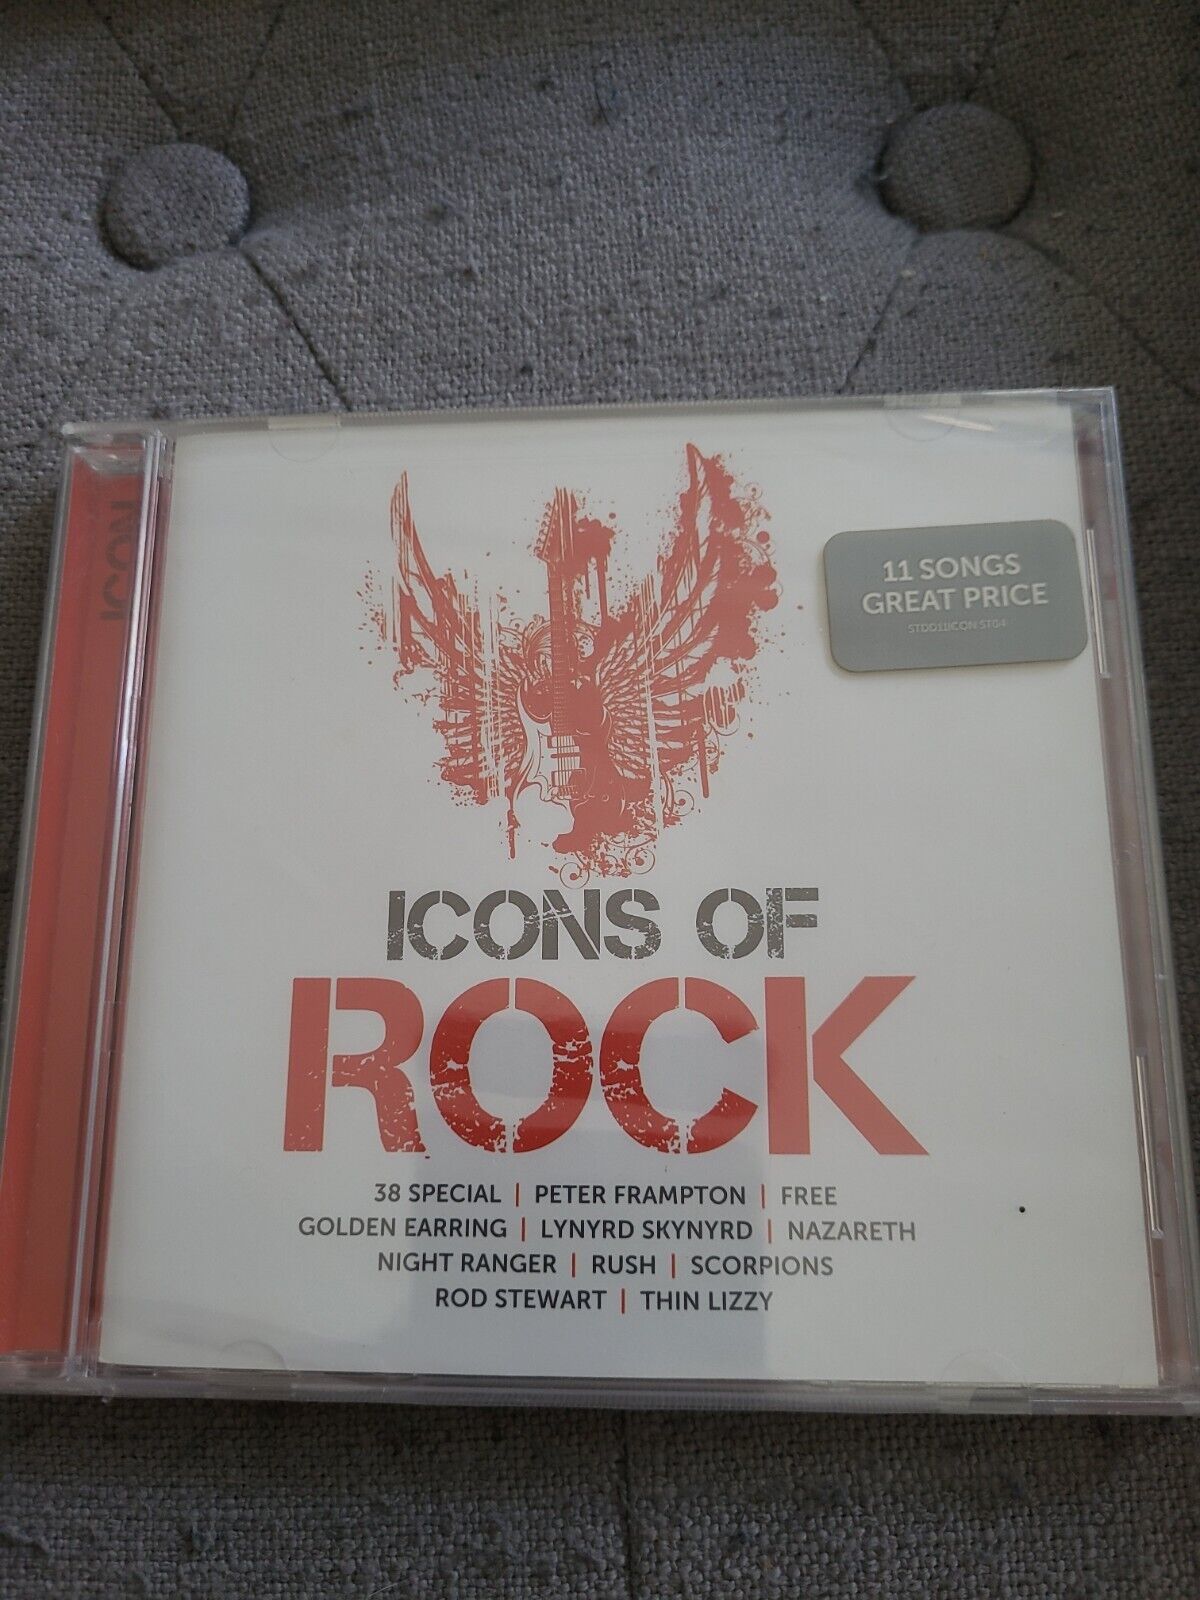 ICON
11 SONGS
GREAT PRICE
ICONS OF
ROCK
38 SPECIAL | PETER FRAMPTON | FREE
GOLDEN EARRING | LYNYRD SKYNYRD | NAZARETH
NIGHT RANGER | RUSH | SCORPIONS
ROD STEWART | THIN LIZZY